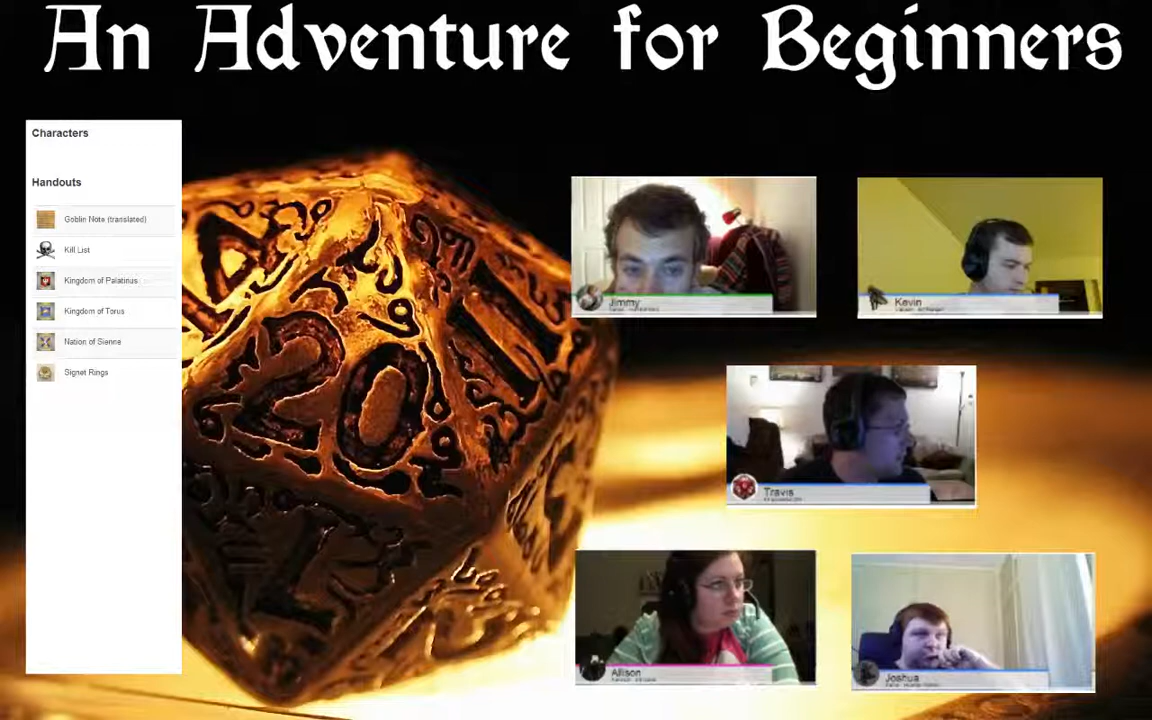 An Adventure for Beginners
Characters
Handouts
Goblin Note (translated)
Kill List
Kingdom of Palatinus
Kingdom of Torus
Nation of Sienne
Signet Rings
20
Jimmy
Kevin
Travis
Allison
Joshua